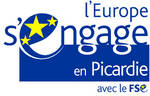 l'Europe
s'engage
en Picardie
avec le FSE